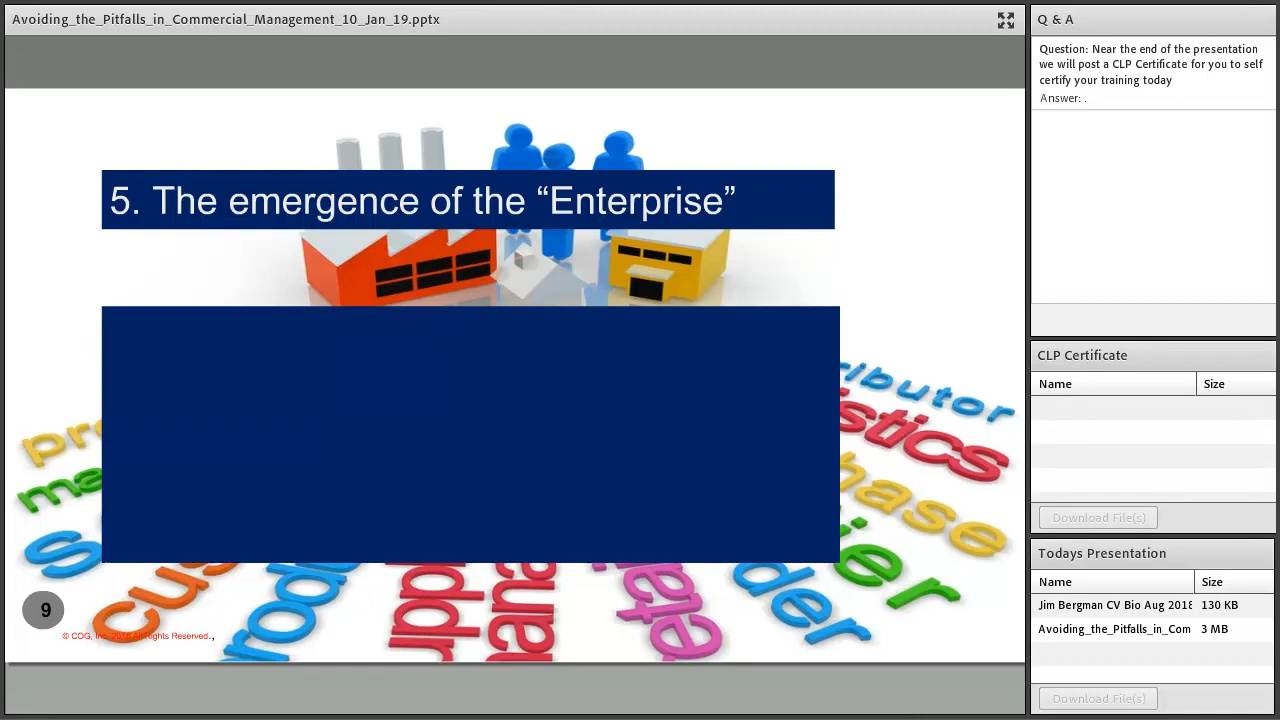 Avoiding_the_Pitfalls_in_Commercial_Management_10_Jan_19.pptx
5. The emergence of the “Enterprise”
9
Q & A
Question: Near the end of the presentation
we will post a CLP Certificate for you to self
certify your training today
Answer: .
CLP Certificate
Name Size
Download File(s)
Todays Presentation
Name Size
Jim Bergman CV Bio Aug 2018 130 KB
Avoiding_the_Pitfalls_in_Com 3 MB
Download File(s)